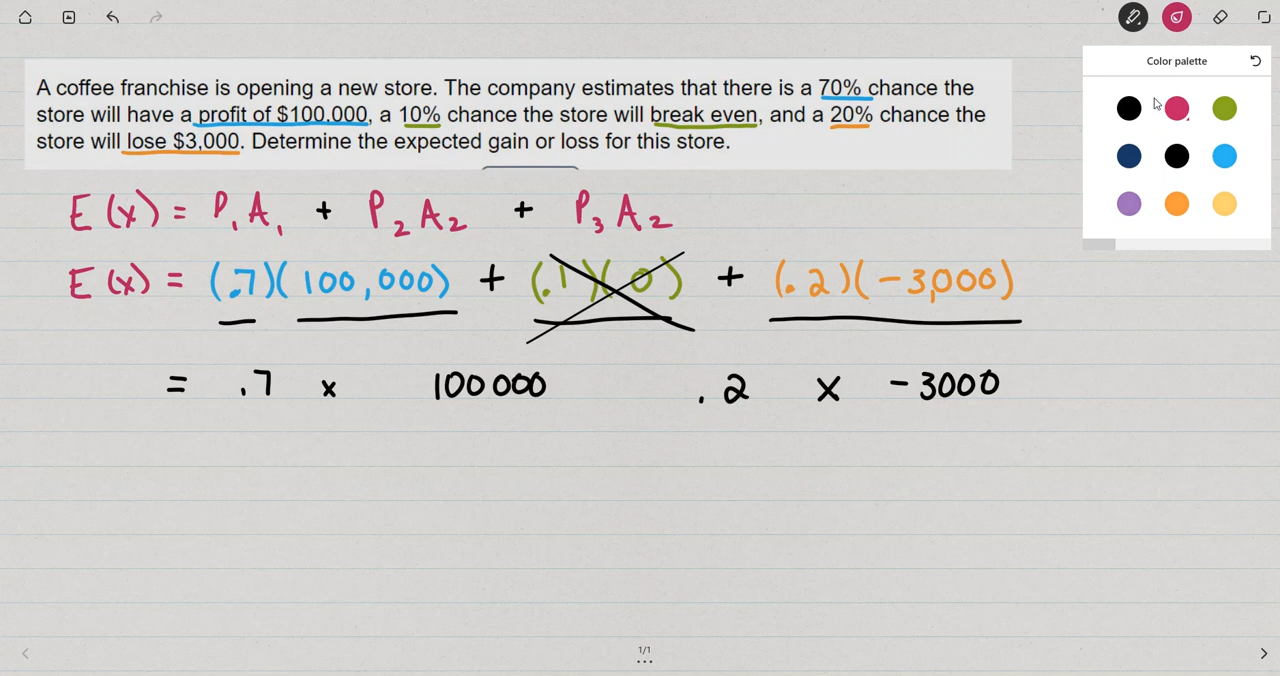 Color palette
A coffee franchise is opening a new store. The company estimates that there is a 70% chance the
store will have a profit of $100.000, a 10% chance the store will break even, and a 20% chance the
store will lose $3,000. Determine the expected gain or loss for this store.
E(x) = P₁A₁ + P₂A₂ + P₃A₂
E(x) = (.7)(100,000) + (.1)(0) + (.2)(-3,000)
= .7 x 100000 .2 x -3000
1/1